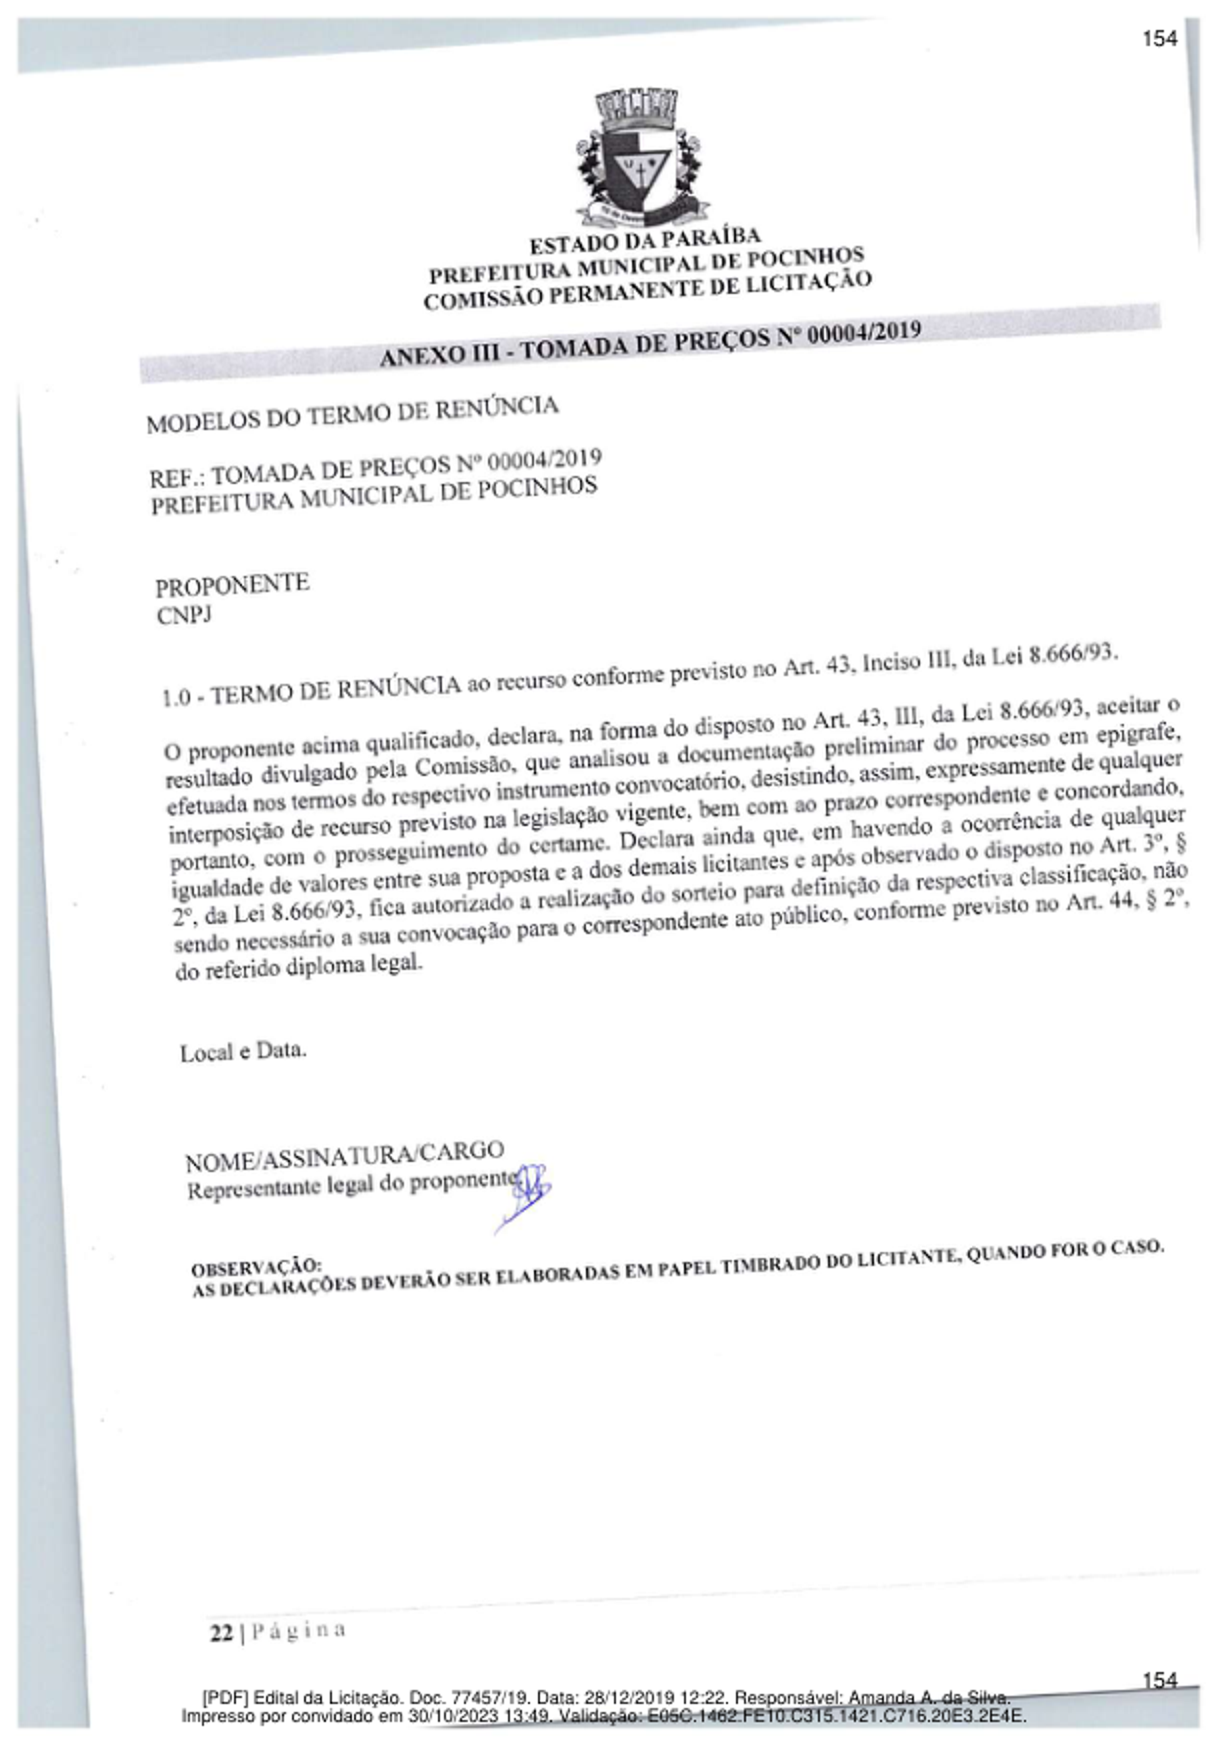 154
ESTADO DA PARAÍBA
PREFEITURA MUNICIPAL DE POCINHOS
COMISSÃO PERMANENTE DE LICITAÇÃO
ANEXO III - TOMADA DE PREÇOS Nº 00004/2019
MODELOS DO TERMO DE RENÚNCIA
REF.: TOMADA DE PREÇOS Nº 00004/2019
PREFEITURA MUNICIPAL DE POCINHOS
PROPONENTE
CNPJ
1.0 - TERMO DE RENÚNCIA ao recurso conforme previsto no Art. 43, Inciso III, da Lei 8.666/93.
O proponente acima qualificado, declara, na forma do disposto no Art. 43, III, da Lei 8.666/93, aceitar o
resultado divulgado pela Comissão, que analisou a documentação preliminar do processo em epigrafe,
efetuada nos termos do respectivo instrumento convocatório, desistindo, assim, expressamente de qualquer
interposição de recurso previsto na legislação vigente, bem com ao prazo correspondente e concordando,
portanto, com o prosseguimento do certame. Declara ainda que, em havendo a ocorrência de qualquer
igualdade de valores entre sua proposta e a dos demais licitantes e após observado o disposto no Art. 3º, §
2º, da Lei 8.666/93, fica autorizado a realização do sorteio para definição da respectiva classificação, não
sendo necessário a sua convocação para o correspondente ato público, conforme previsto no Art. 44, § 2º,
do referido diploma legal.
Local e Data.
NOME/ASSINATURA/CARGO
Representante legal do proponente.
OBSERVAÇÃO:
AS DECLARAÇÕES DEVERÃO SER ELABORADAS EM PAPEL TIMBRADO DO LICITANTE, QUANDO FOR O CASO.
22 | Página
154
[PDF] Edital da Licitação. Doc. 77457/19. Data: 28/12/2019 12:22. Responsável: Amanda A. da Silva.
Impresso por convidado em 30/10/2023 13:49. Validação: E05C.1462.FE10.C315.1421.C716.20E3.2E4E.